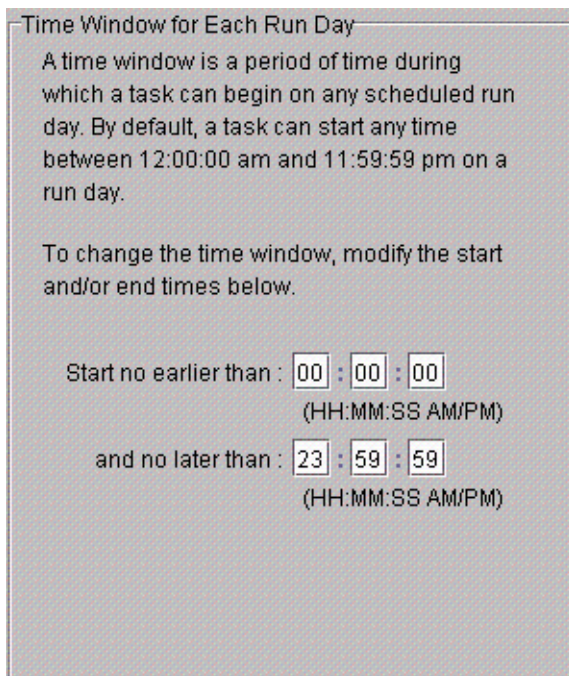 Time Window for Each Run Day
A time window is a period of time during
which a task can begin on any scheduled run
day. By default, a task can start any time
between 12:00:00 am and 11:59:59 pm on a
run day.
To change the time window, modify the start
and/or end times below.
Start no earlier than : 00 : 00 : 00
(HH:MM:SS AM/PM)
and no later than : 23 : 59 : 59
(HH:MM:SS AM/PM)